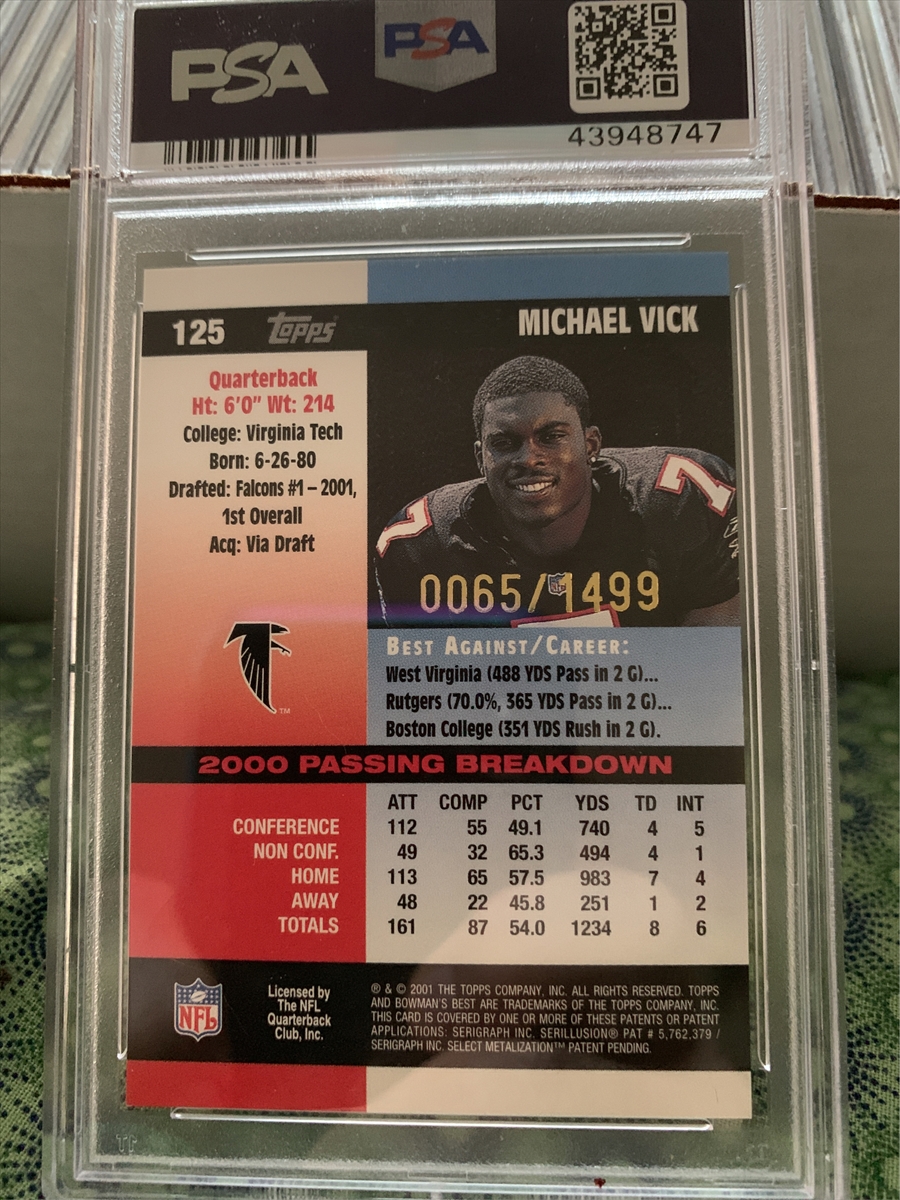 PSA PSA
43948747
125 TOPPS MICHAEL VICK
Quarterback
Ht: 6'0" Wt: 214
College: Virginia Tech
Born: 6-26-80
Drafted: Falcons #1 – 2001,
1st Overall
Acq: Via Draft
7 7
0065/1499
TM
BEST AGAINST/CAREER:
West Virginia (488 YDS Pass in 2 G)...
Rutgers (70.0%, 365 YDS Pass in 2 G)...
Boston College (351 YDS Rush in 2 G).
2000 PASSING BREAKDOWN
ATT COMP PCT YDS TD INT
CONFERENCE 112 55 49.1 740 4 5
NON CONF. 49 32 65.3 494 4 1
HOME 113 65 57.5 983 7 4
AWAY 48 22 45.8 251 1 2
TOTALS 161 87 54.0 1234 8 6
NFL
Licensed by
The NFL
Quarterback
Club, Inc.
® & © 2001 THE TOPPS COMPANY, INC. ALL RIGHTS RESERVED. TOPPS
AND BOWMAN'S BEST ARE TRADEMARKS OF THE TOPPS COMPANY, INC.
THIS CARD IS COVERED BY ONE OR MORE OF THESE PATENTS OR PATENT
APPLICATIONS: SERIGRAPH INC. SERILLUSION® PAT # 5,762,379 /
SERIGRAPH INC. SELECT METALIZATION™ PATENT PENDING.